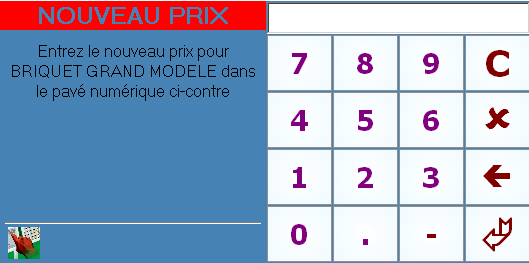 NOUVEAU PRIX
Entrez le nouveau prix pour
BRIQUET GRAND MODELE dans
le pavé numérique ci-contre
7 8 9 C
4 5 6 ✘
1 2 3 ←
0 . -